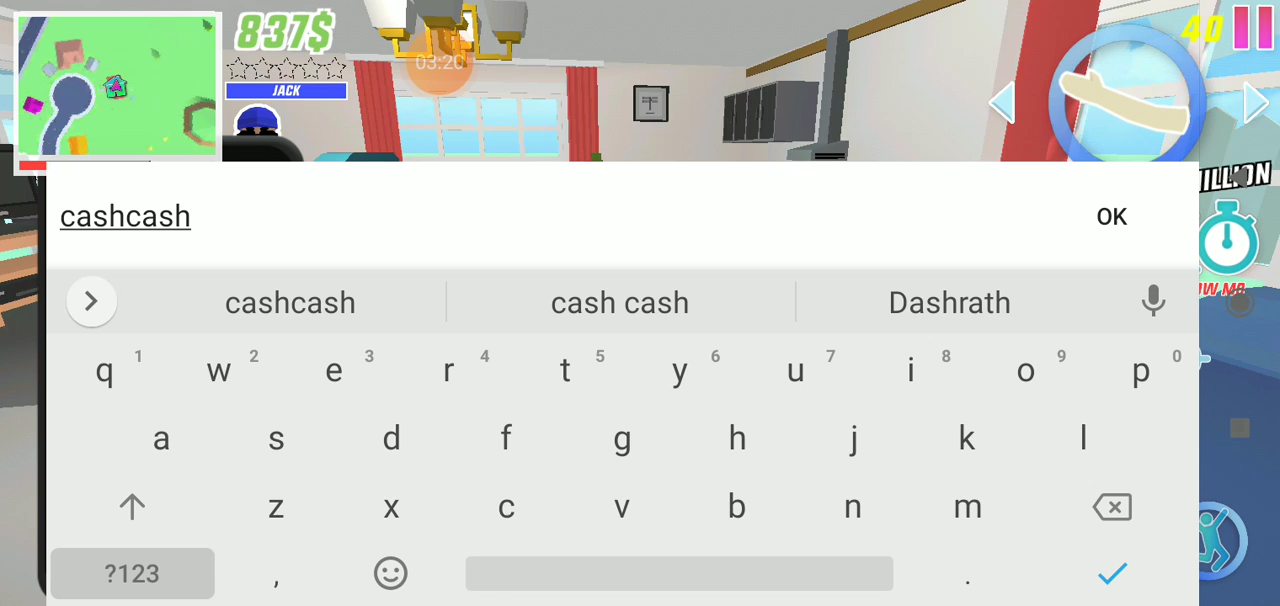 837$
03:20
40
JACK
ILLION
cashcash
OK
OW M
cashcash cash cash Dashrath
q 1 w 2 e 3 r 4 t 5 y 6 u 7 i 8 o 9 p 0
a s d f g h j k l
z x c v b n m
?123 , .